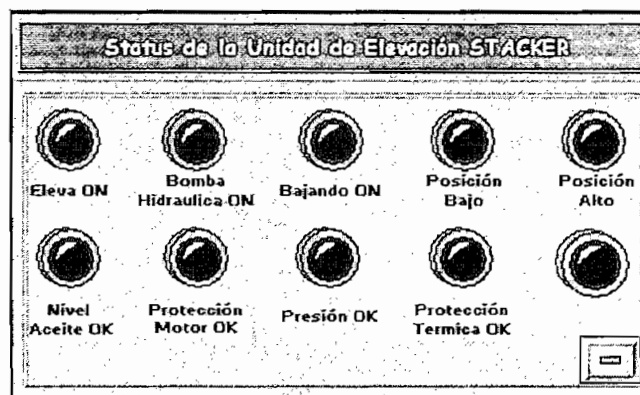 Status de la Unidad de Elevación STACKER
Eleva ON
Bomba
Hidraulica ON
Bajando ON
Posición
Bajo
Posición
Alto
Nivel
Aceite OK
Protección
Motor OK
Presión OK
Protección
Termica OK